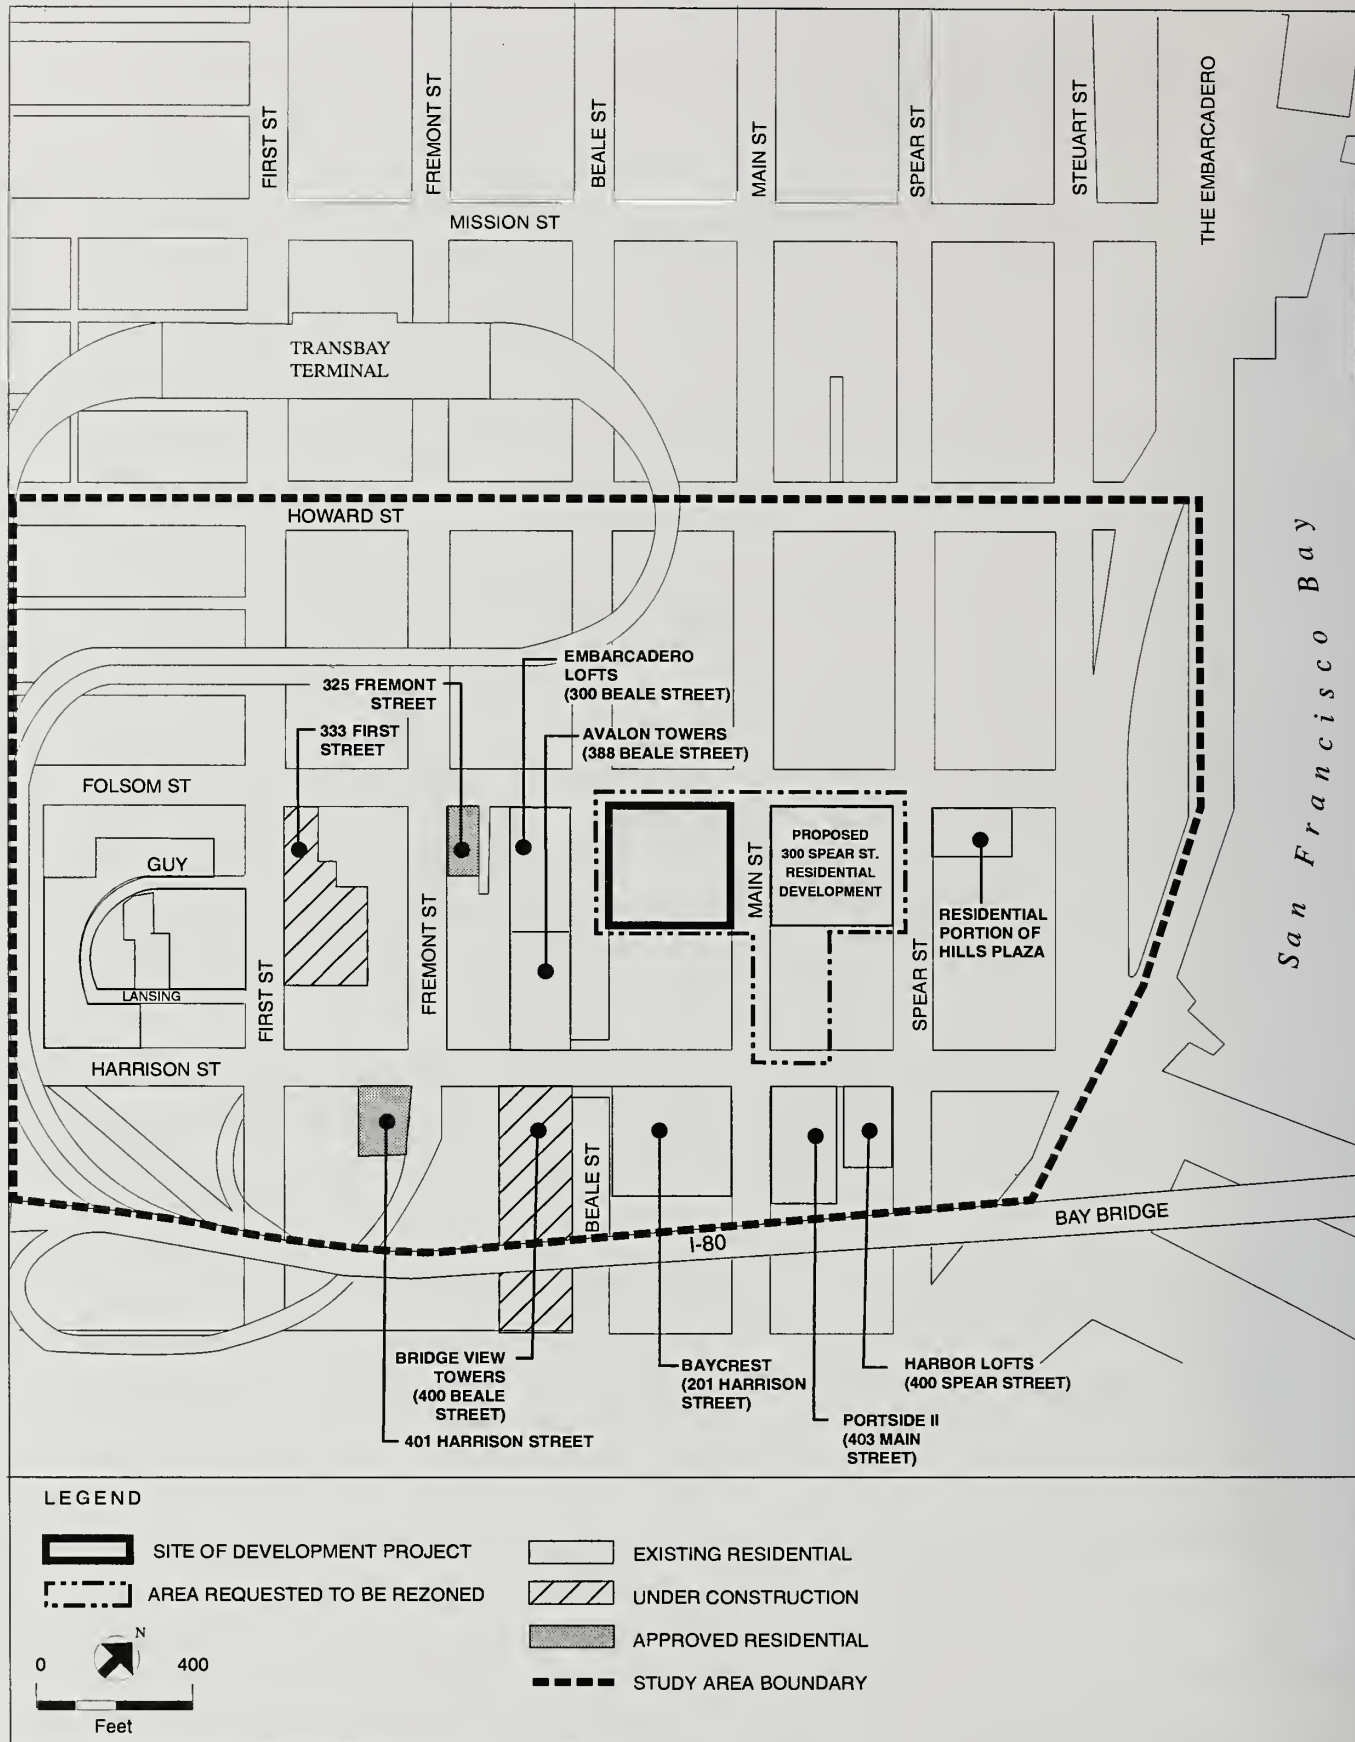 FIRST ST
FREMONT ST
BEALE ST
MAIN ST
SPEAR ST
STEUART ST
THE EMBARCADERO
MISSION ST
TRANSBAY
TERMINAL
HOWARD ST
San Francisco Bay
EMBARCADERO
LOFTS
(300 BEALE STREET)
325 FREMONT
STREET
333 FIRST
STREET
AVALON TOWERS
(388 BEALE STREET)
FOLSOM ST
GUY
LANSING
FIRST ST
FREMONT ST
MAIN ST
PROPOSED
300 SPEAR ST.
RESIDENTIAL
DEVELOPMENT
SPEAR ST
RESIDENTIAL
PORTION OF
HILLS PLAZA
HARRISON ST
BEALE ST
I-80
BAY BRIDGE
BRIDGE VIEW
TOWERS
(400 BEALE
STREET)
401 HARRISON STREET
BAYCREST
(201 HARRISON
STREET)
HARBOR LOFTS
(400 SPEAR STREET)
PORTSIDE II
(403 MAIN
STREET)
LEGEND
SITE OF DEVELOPMENT PROJECT
AREA REQUESTED TO BE REZONED
N
0 400
Feet
EXISTING RESIDENTIAL
UNDER CONSTRUCTION
APPROVED RESIDENTIAL
STUDY AREA BOUNDARY